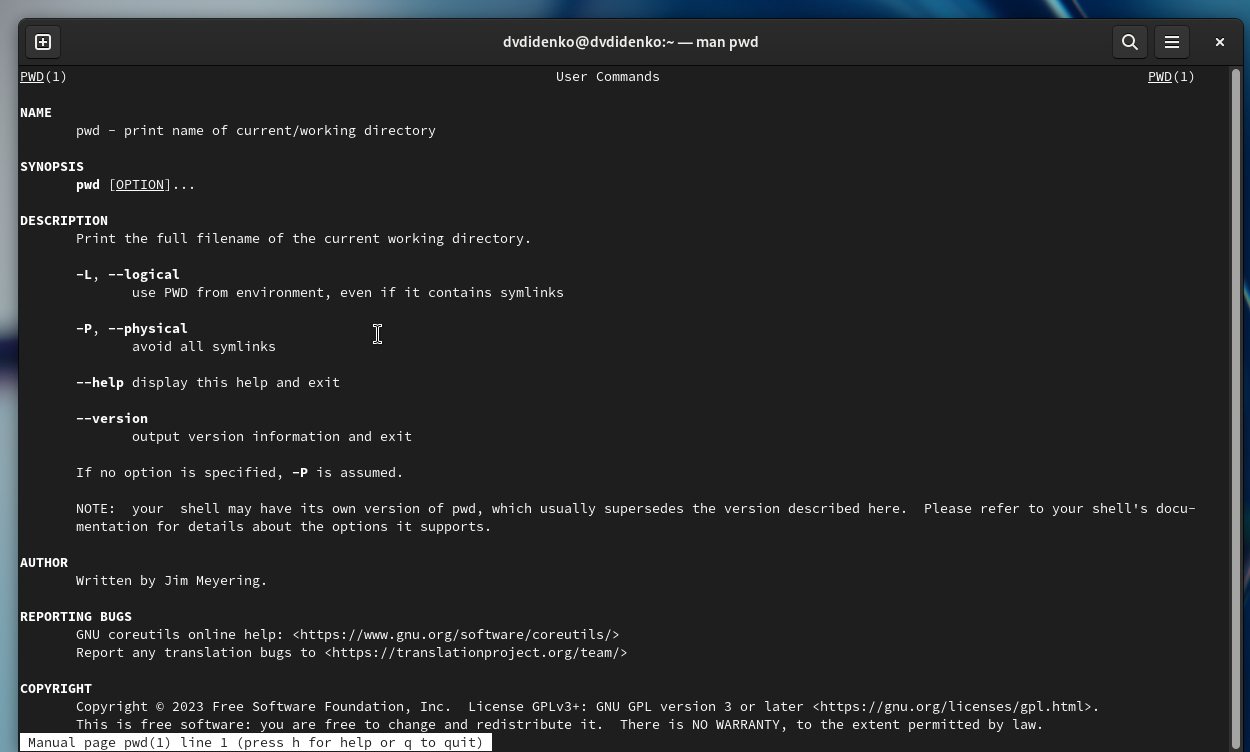 dvdidenko@dvdidenko:~ — man pwd
PWD(1) User Commands PWD(1)
NAME
pwd - print name of current/working directory
SYNOPSIS
pwd [OPTION]...
DESCRIPTION
Print the full filename of the current working directory.
-L, --logical
use PWD from environment, even if it contains symlinks
-P, --physical
avoid all symlinks
--help display this help and exit
--version
output version information and exit
If no option is specified, -P is assumed.
NOTE:  your  shell may have its own version of pwd, which usually supersedes the version described here.  Please refer to your shell's docu-
mentation for details about the options it supports.
AUTHOR
Written by Jim Meyering.
REPORTING BUGS
GNU coreutils online help: <https://www.gnu.org/software/coreutils/>
Report any translation bugs to <https://translationproject.org/team/>
COPYRIGHT
Copyright © 2023 Free Software Foundation, Inc.  License GPLv3+: GNU GPL version 3 or later <https://gnu.org/licenses/gpl.html>.
This is free software: you are free to change and redistribute it.  There is NO WARRANTY, to the extent permitted by law.
Manual page pwd(1) line 1 (press h for help or q to quit)